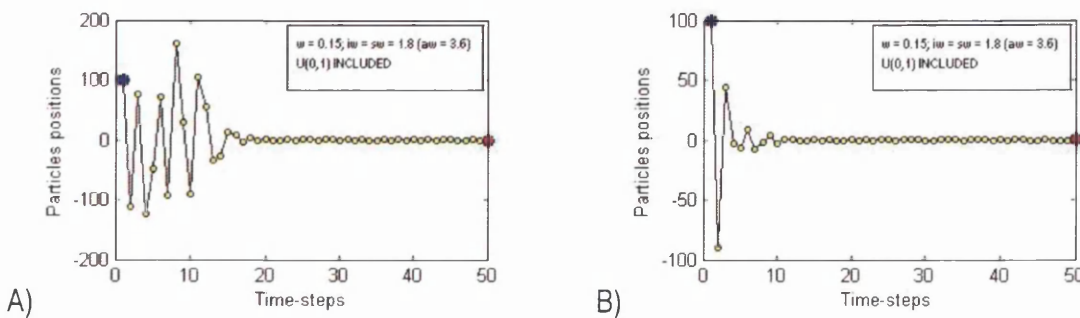 200
100
0
-100
-200
Particles positions
w = 0.15; iw = sw = 1.8 (aw = 3.6)
U(0,1) INCLUDED
0 10 20 30 40 50
Time-steps
A)
100
50
0
-50
-100
Particles positions
w = 0.15; iw = sw = 1.8 (aw = 3.6)
U(0,1) INCLUDED
0 10 20 30 40 50
Time-steps
B)